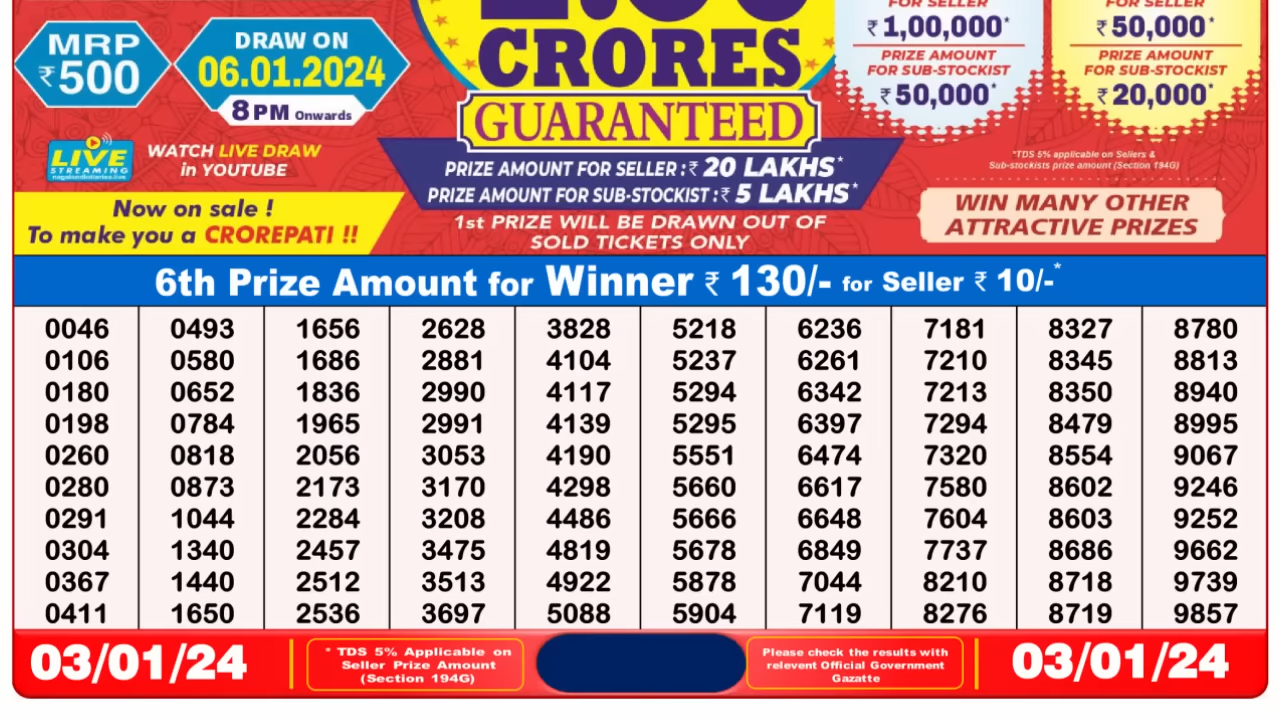 MRP
₹500
DRAW ON
06.01.2024
8PM Onwards
CRORES
GUARANTEED
PRIZE AMOUNT FOR SELLER :₹ 20 LAKHS*
PRIZE AMOUNT FOR SUB-STOCKIST :₹ 5 LAKHS*
1st PRIZE WILL BE DRAWN OUT OF
SOLD TICKETS ONLY
FOR SELLER
₹1,00,000*
PRIZE AMOUNT
FOR SUB-STOCKIST
₹50,000*
FOR SELLER
₹50,000*
PRIZE AMOUNT
FOR SUB-STOCKIST
₹20,000*
LIVE
STREAMING
WATCH LIVE DRAW
in YOUTUBE
*TDS 5% applicable on Sellers &
Sub-stockists prize amount (Section 194G)
Now on sale !
To make you a CROREPATI !!
WIN MANY OTHER
ATTRACTIVE PRIZES
6th Prize Amount for Winner ₹ 130/- for Seller ₹ 10/-*
0046 0493 1656 2628 3828 5218 6236 7181 8327 8780
0106 0580 1686 2881 4104 5237 6261 7210 8345 8813
0180 0652 1836 2990 4117 5294 6342 7213 8350 8940
0198 0784 1965 2991 4139 5295 6397 7294 8479 8995
0260 0818 2056 3053 4190 5551 6474 7320 8554 9067
0280 0873 2173 3170 4298 5660 6617 7580 8602 9246
0291 1044 2284 3208 4486 5666 6648 7604 8603 9252
0304 1340 2457 3475 4819 5678 6849 7737 8686 9662
0367 1440 2512 3513 4922 5878 7044 8210 8718 9739
0411 1650 2536 3697 5088 5904 7119 8276 8719 9857
03/01/24
* TDS 5% Applicable on
Seller Prize Amount
(Section 194G)
Please check the results with
relevent Official Government
Gazatte
03/01/24